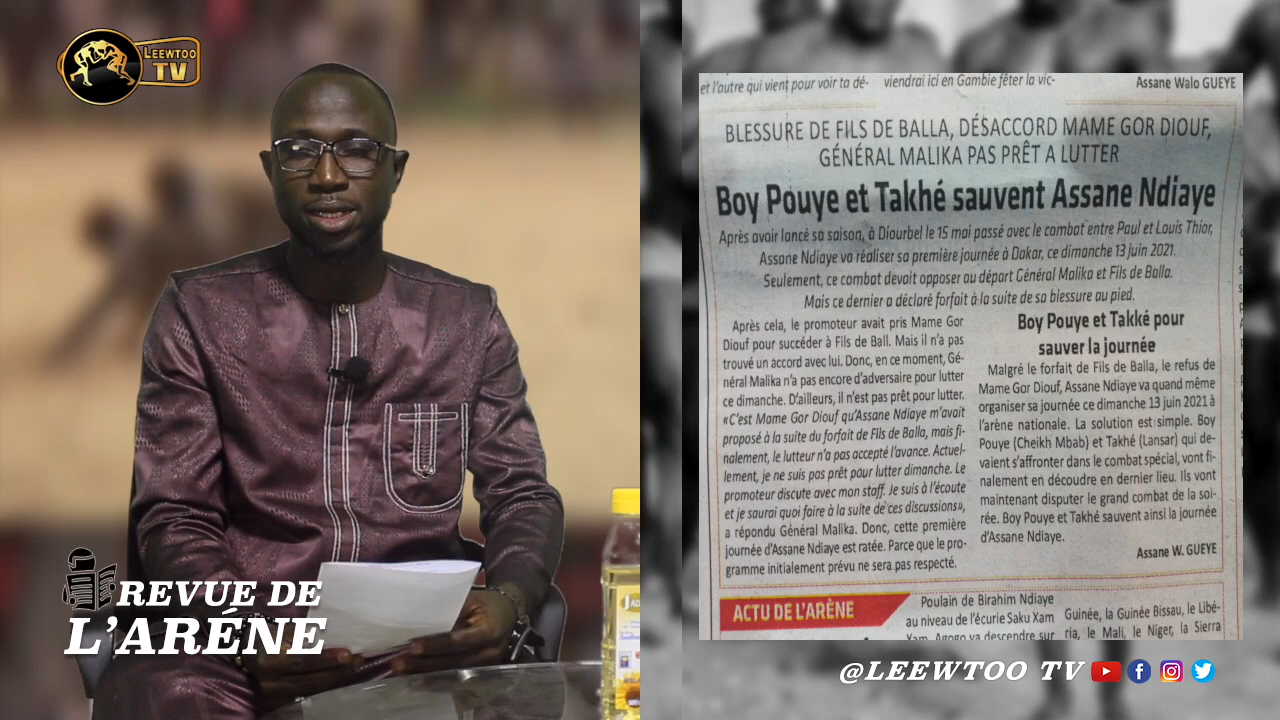 LEEWTOO
TV
et l'autre qui vient pour voir ta dé-
viendrai ici en Gambie fêter la vic-
Assane Walo GUEYE
BLESSURE DE FILS DE BALLA, DÉSACCORD MAME GOR DIOUF,
GÉNÉRAL MALIKA PAS PRÊT A LUTTER
Boy Pouye et Takhé sauvent Assane Ndiaye
Après avoir lancé sa saison, à Diourbel le 15 mai passé avec le combat entre Paul et Louis Thior,
Assane Ndiaye va réaliser sa première journée à Dakar, ce dimanche 13 juin 2021.
Seulement, ce combat devait opposer au départ Général Malika et Fils de Balla.
Mais ce dernier a déclaré forfait à la suite de sa blessure au pied.
Après cela, le promoteur avait pris Mame Gor
Diouf pour succéder à Fils de Ball. Mais il n'a pas
trouvé un accord avec lui. Donc, en ce moment, Gé-
néral Malika n'a pas encore d'adversaire pour lutter
ce dimanche. D'ailleurs, il n'est pas prêt pour lutter.
«C'est Mame Gor Diouf qu'Assane Ndiaye m'avait
proposé à la suite du forfait de Fils de Balla, mais fi-
nalement, le lutteur n'a pas accepté l'avance. Actuel-
lement, je ne suis pas prêt pour lutter dimanche. Le
promoteur discute avec mon staff. Je suis à l'écoute
et je saurai quoi faire à la suite de ces discussions»,
a répondu Général Malika. Donc, cette première
journée d'Assane Ndiaye est ratée. Parce que le pro-
gramme initialement prévu ne sera pas respecté.
Boy Pouye et Takké pour
sauver la journée
Malgré le forfait de Fils de Balla, le refus de
Mame Gor Diouf, Assane Ndiaye va quand même
organiser sa journée ce dimanche 13 juin 2021 à
l'arène nationale. La solution est simple. Boy
Pouye (Cheikh Mbab) et Takhé (Lansar) qui de-
vaient s'affronter dans le combat spécial, vont fi-
nalement en découdre en dernier lieu. Ils vont
maintenant disputer le grand combat de la soi-
rée. Boy Pouye et Takhé sauvent ainsi la journée
d'Assane Ndiaye.
Assane W. GUEYE
ACTU DE L'ARÈNE
Poulain de Birahim Ndiaye
au niveau de l'écurie Saku Xam
Xam, Agogo va descendre sur
Guinée, la Guinée Bissau, le Libé-
ria, le Mali, le Niger, la Sierra
REVUE DE
L'ARÉNE
@LEEWTOO TV